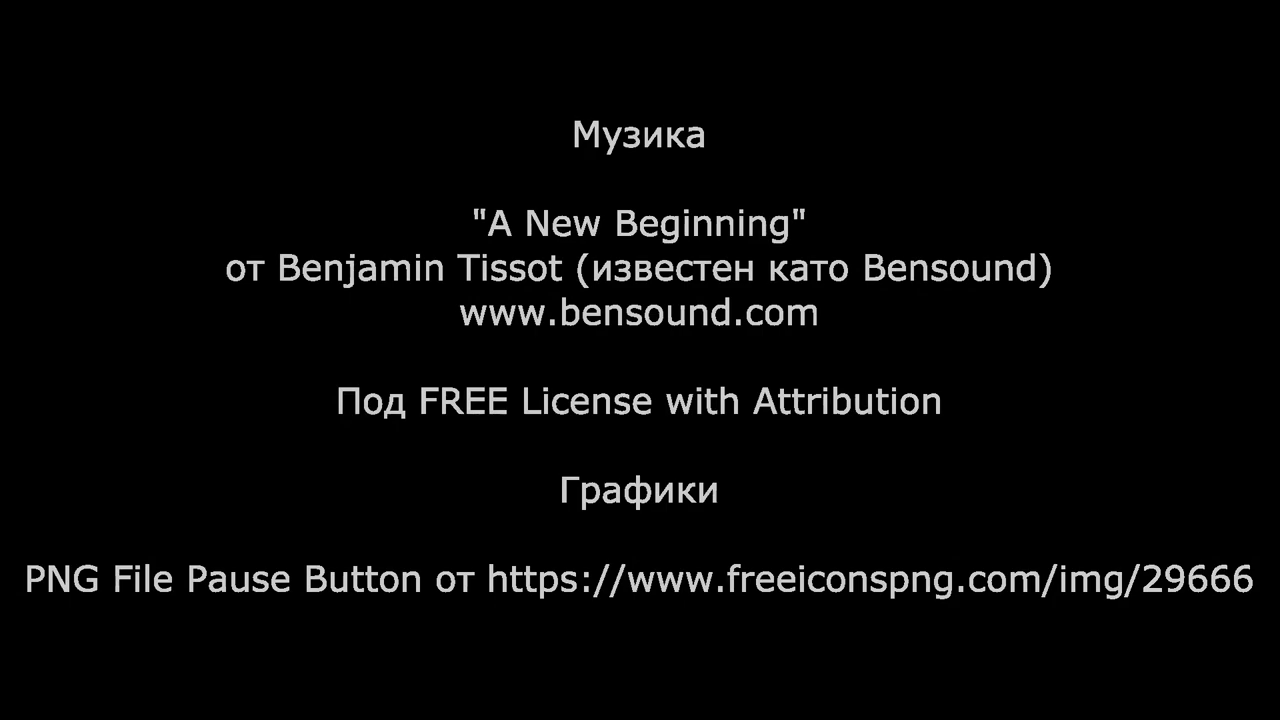 Музика
"A New Beginning"
от Benjamin Tissot (известен като Bensound)
www.bensound.com
Под FREE License with Attribution
Графики
PNG File Pause Button от https://www.freeiconspng.com/img/29666